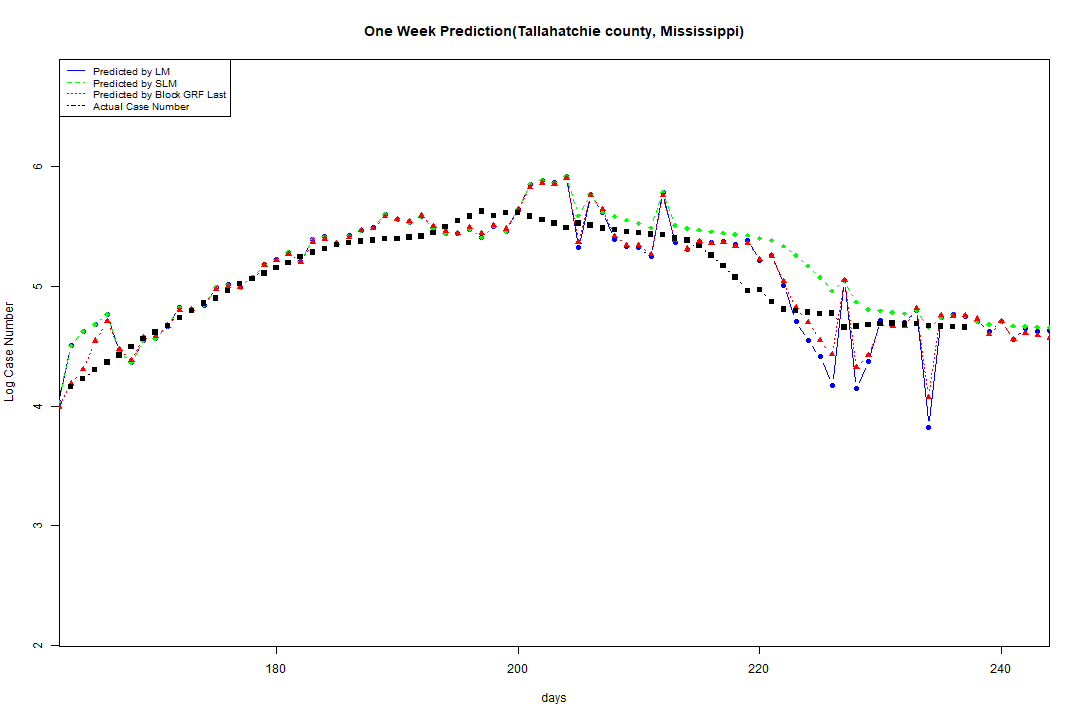 One Week Prediction(Tallahatchie county, Mississippi)
Predicted by LM
Predicted by SLM
Predicted by Block GRF Last
Actual Case Number
6
5
4
3
2
Log Case Number
180
200
220
240
days